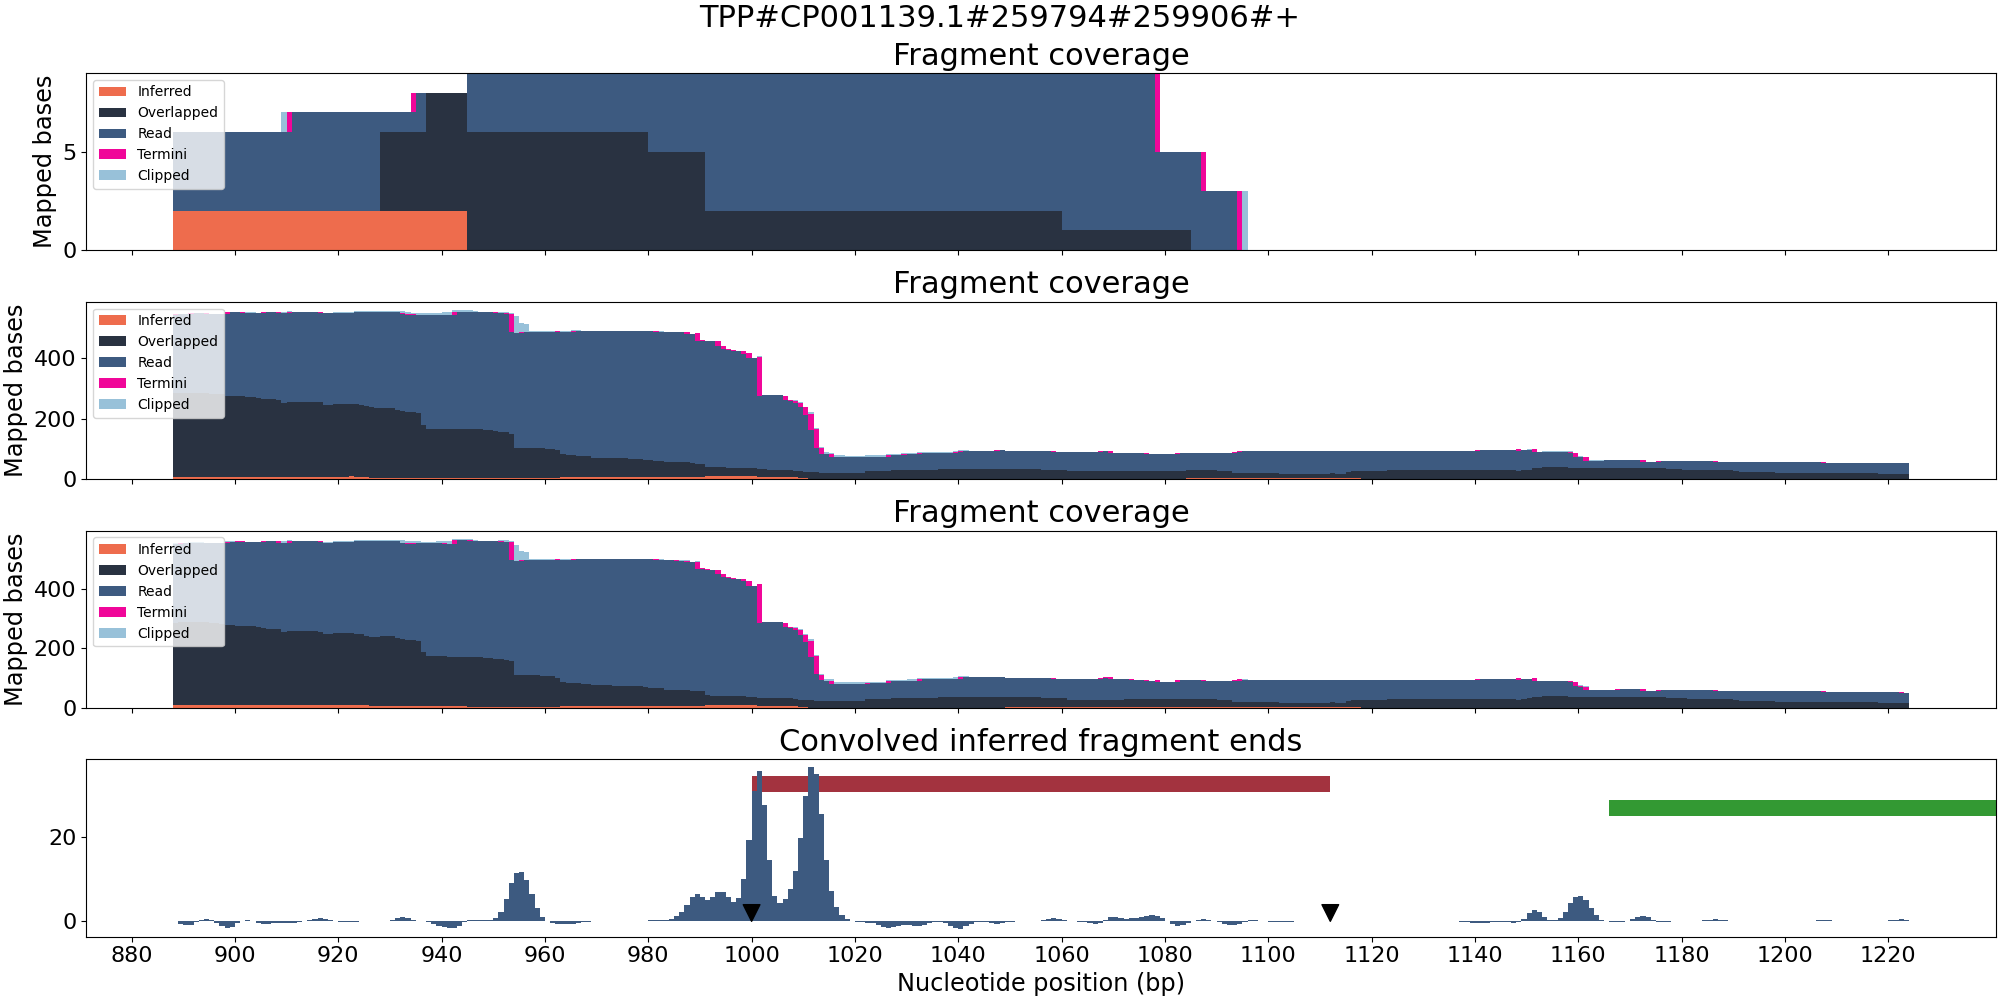 TPP#CP001139.1#259794#259906#+
Fragment coverage
Mapped bases
Inferred
Overlapped
Read
Termini
Clipped
5
0
Fragment coverage
Mapped bases
Inferred
Overlapped
Read
Termini
Clipped
400
200
0
Fragment coverage
Mapped bases
Inferred
Overlapped
Read
Termini
Clipped
400
200
0
Convolved inferred fragment ends
20
0
880 900 920 940 960 980 1000 1020 1040 1060 1080 1100 1120 1140 1160 1180 1200 1220
Nucleotide position (bp)